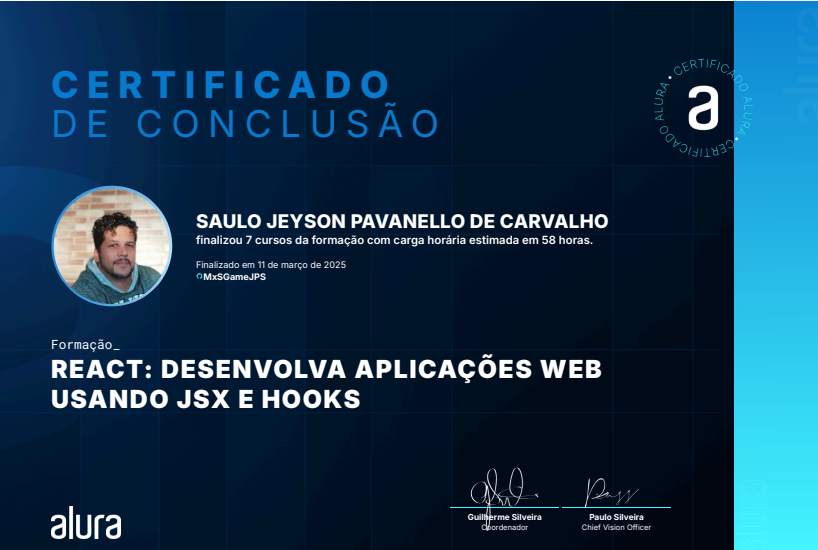 CERTIFICADO
DE CONCLUSÃO
CERTIFICADO ALURA • CERTIFICADO ALURA •
a
SAULO JEYSON PAVANELLO DE CARVALHO
finalizou 7 cursos da formação com carga horária estimada em 58 horas.
Finalizado em 11 de março de 2025
MxSGameJPS
Formação_
REACT: DESENVOLVA APLICAÇÕES WEB
USANDO JSX E HOOKS
alura
Guilherme Silveira
Coordenador
Paulo Silveira
Chief Vision Officer
alura
alura